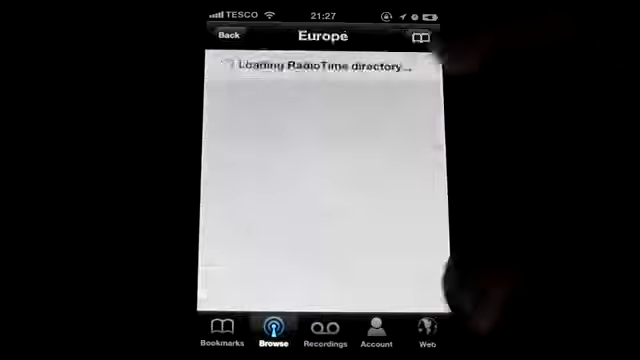 TESCO 21:27
Back Europe
Loading RadioTime directory...
Bookmarks Browse Recordings Account Web